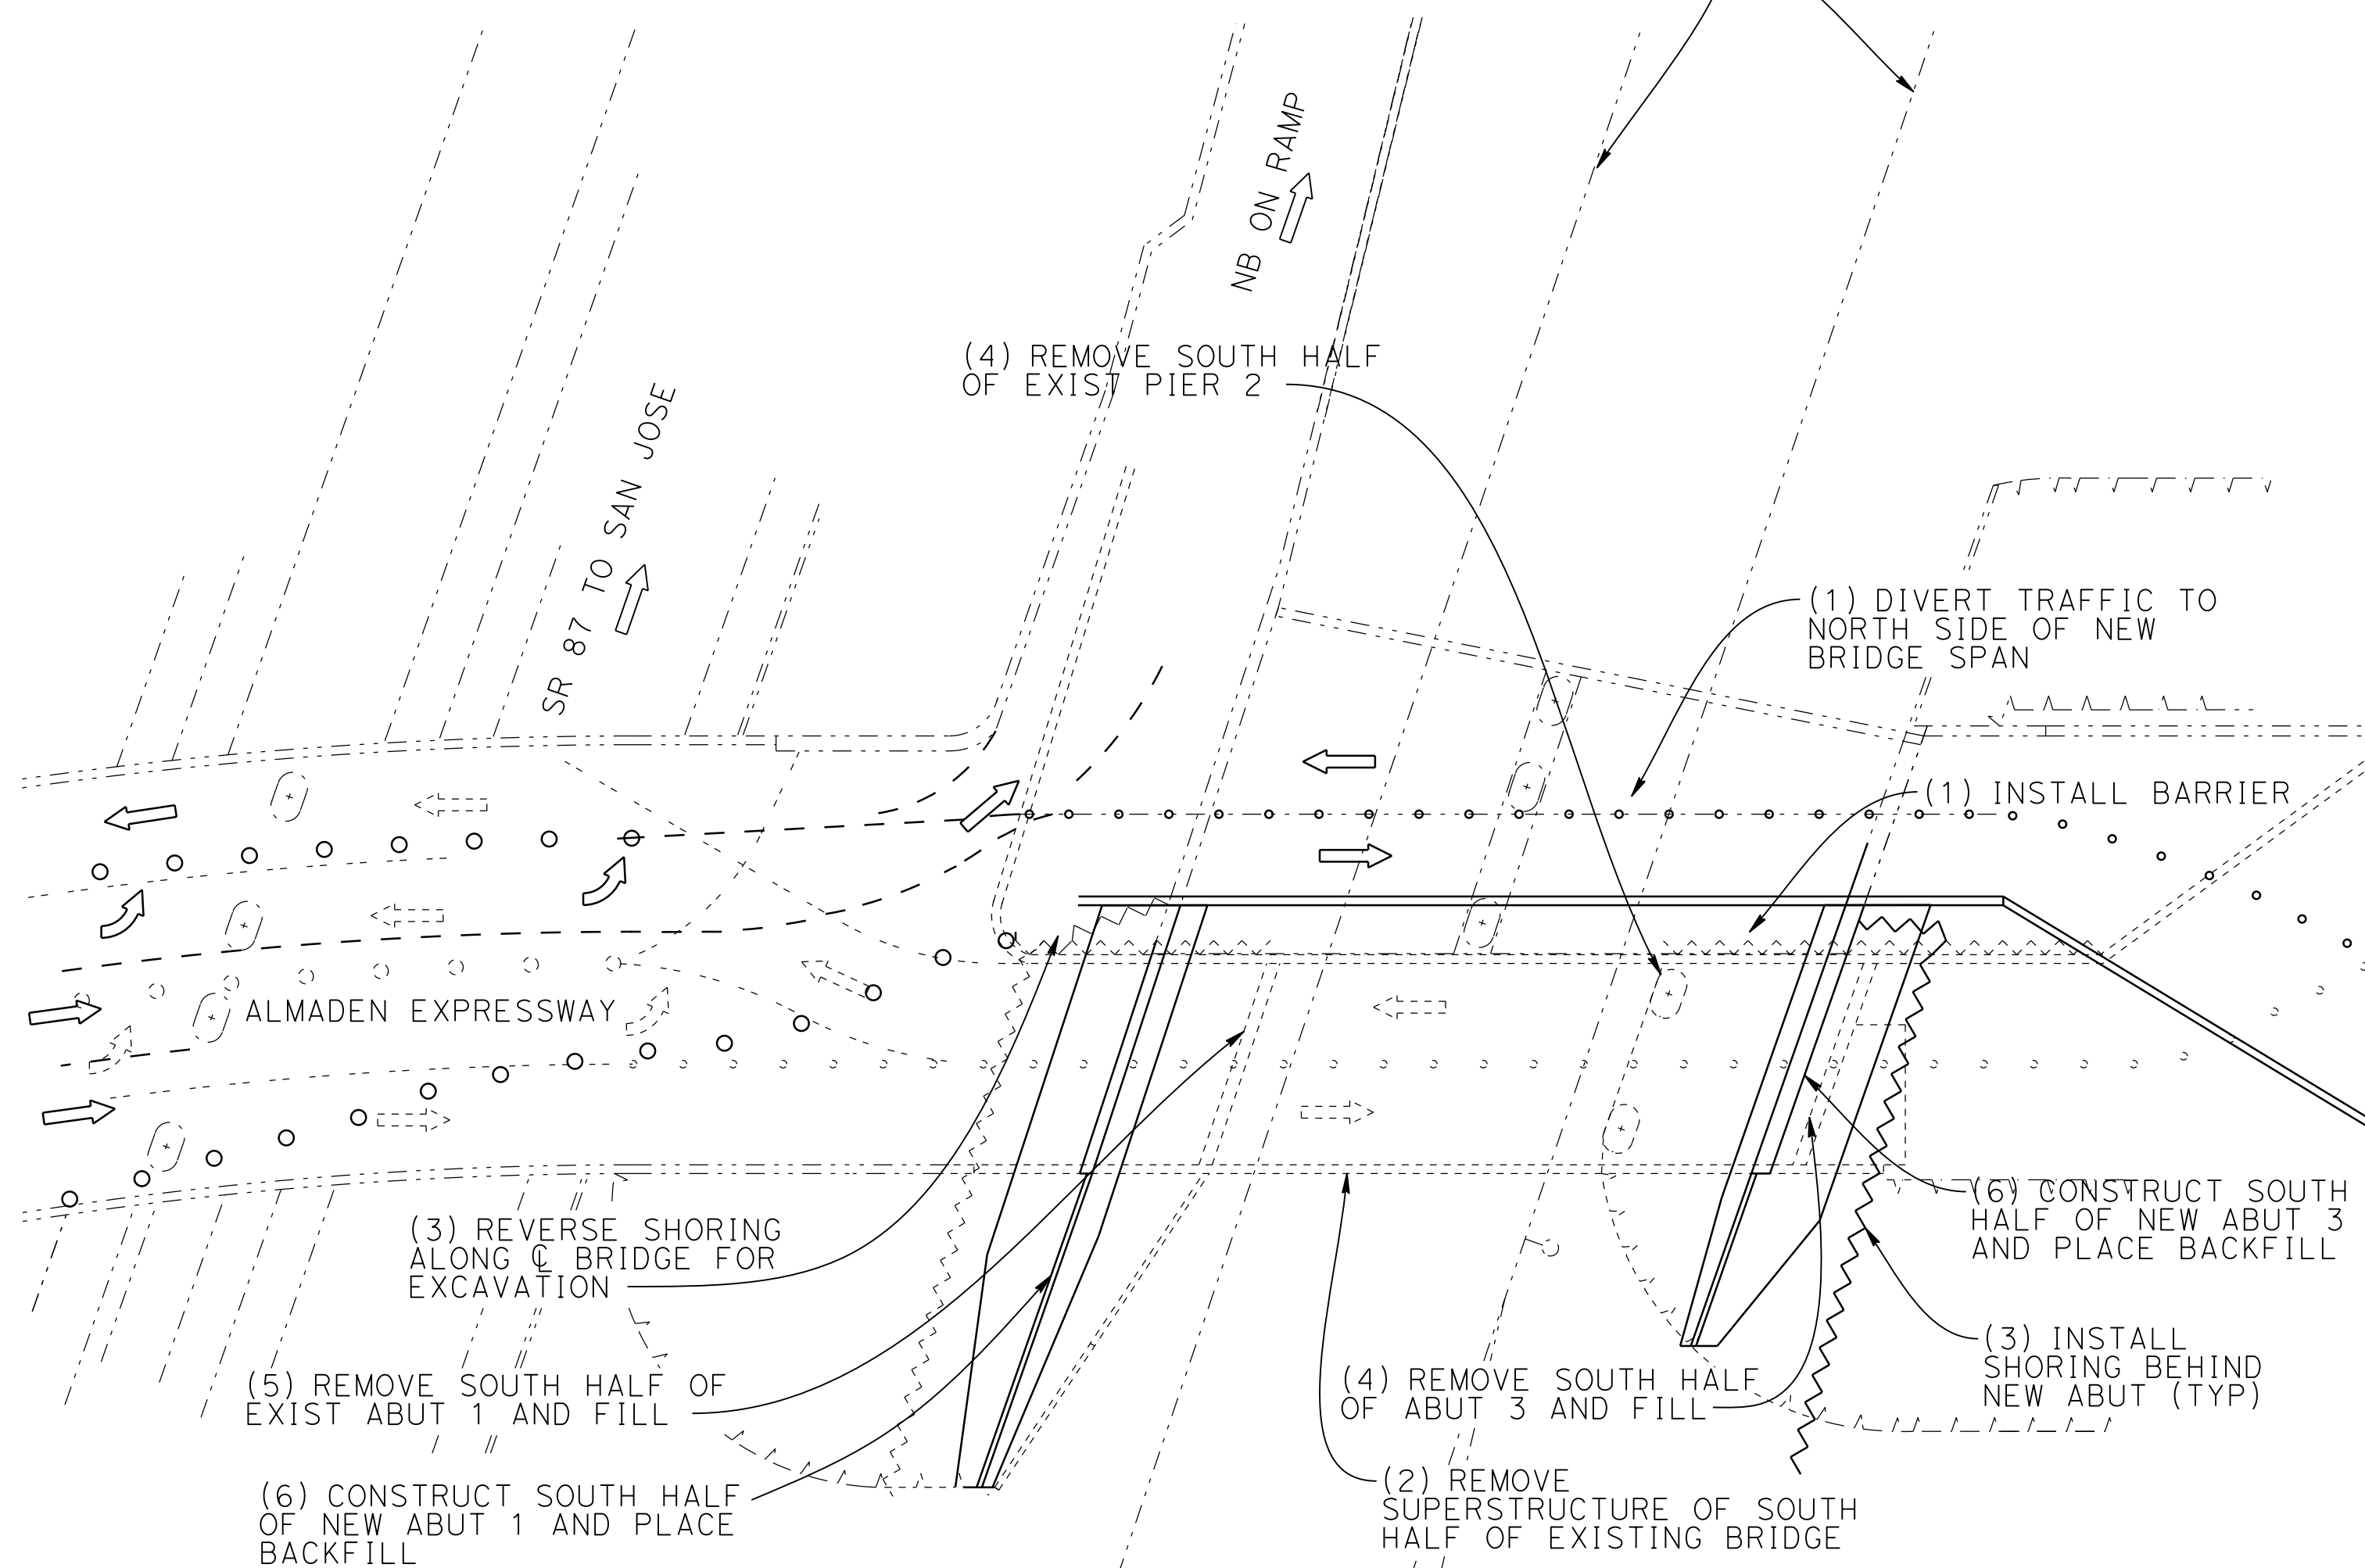 NB ON RAMP
(4) REMOVE SOUTH HALF
OF EXIST PIER 2
SR 87 TO SAN JOSE
(1) DIVERT TRAFFIC TO
NORTH SIDE OF NEW
BRIDGE SPAN
(1) INSTALL BARRIER
ALMADEN EXPRESSWAY
(3) REVERSE SHORING
ALONG ℄ BRIDGE FOR
EXCAVATION
(6) CONSTRUCT SOUTH
HALF OF NEW ABUT 3
AND PLACE BACKFILL
(3) INSTALL
SHORING BEHIND
NEW ABUT (TYP)
(5) REMOVE SOUTH HALF OF
EXIST ABUT 1 AND FILL
(4) REMOVE SOUTH HALF
OF ABUT 3 AND FILL
(6) CONSTRUCT SOUTH HALF
OF NEW ABUT 1 AND PLACE
BACKFILL
(2) REMOVE
SUPERSTRUCTURE OF SOUTH
HALF OF EXISTING BRIDGE